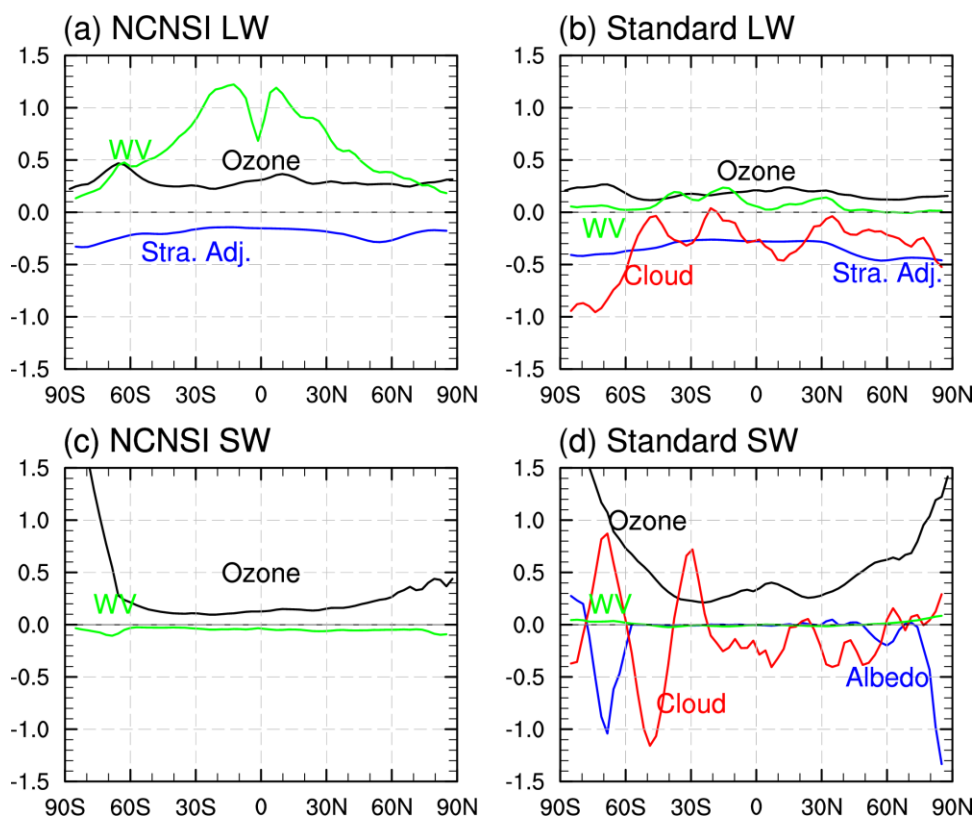 (a) NCNSI LW
1.5
1.0
0.5
0.0
-0.5
-1.0
-1.5
WV
Ozone
Stra. Adj.
90S 60S 30S 0 30N 60N 90N
(b) Standard LW
1.5
1.0
0.5
0.0
-0.5
-1.0
-1.5
Ozone
WV
Cloud
Stra. Adj.
90S 60S 30S 0 30N 60N 90N
(c) NCNSI SW
1.5
1.0
0.5
0.0
-0.5
-1.0
-1.5
Ozone
WV
90S 60S 30S 0 30N 60N 90N
(d) Standard SW
1.5
1.0
0.5
0.0
-0.5
-1.0
-1.5
Ozone
WV
Albedo
Cloud
90S 60S 30S 0 30N 60N 90N